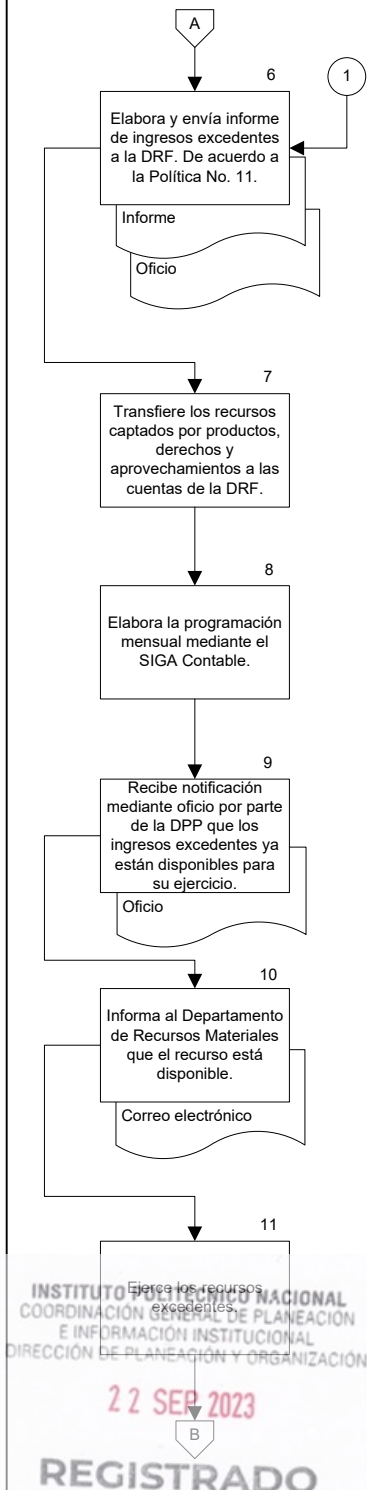 A
6
1
Elabora y envía informe
de ingresos excedentes
a la DRF. De acuerdo a
la Política No. 11.
Informe
Oficio
7
Transfiere los recursos
captados por productos,
derechos y
aprovechamientos a las
cuentas de la DRF.
8
Elabora la programación
mensual mediante el
SIGA Contable.
9
Recibe notificación
mediante oficio por parte
de la DPP que los
ingresos excedentes ya
están disponibles para
su ejercicio.
Oficio
10
Informa al Departamento
de Recursos Materiales
que el recurso está
disponible.
Correo electrónico
11
Ejerce los recursos
excedentes.
INSTITUTO POLITÉCNICO NACIONAL
COORDINACIÓN GENERAL DE PLANEACIÓN
E INFORMACIÓN INSTITUCIONAL
DIRECCIÓN DE PLANEACIÓN Y ORGANIZACIÓN
22 SEP 2023
B
REGISTRADO